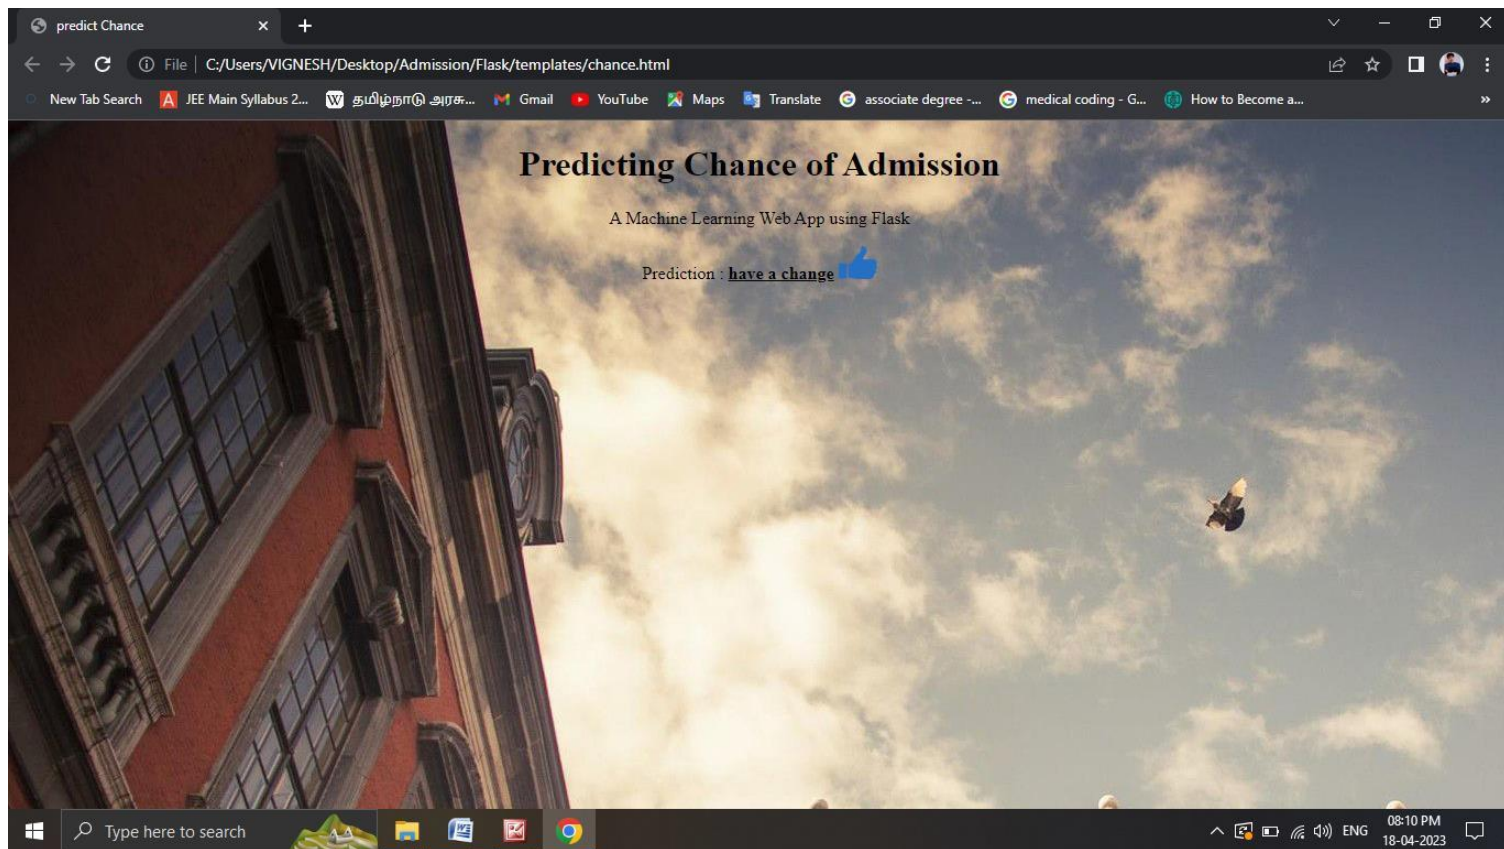 predict Chance
File | C:/Users/VIGNESH/Desktop/Admission/Flask/templates/chance.html
New Tab Search JEE Main Syllabus 2... தமிழ்நாடு அரசு... Gmail YouTube Maps Translate associate degree -... medical coding - G... How to Become a...
Predicting Chance of Admission
A Machine Learning Web App using Flask
Prediction : have a change
Type here to search
ENG
08:10 PM
18-04-2023